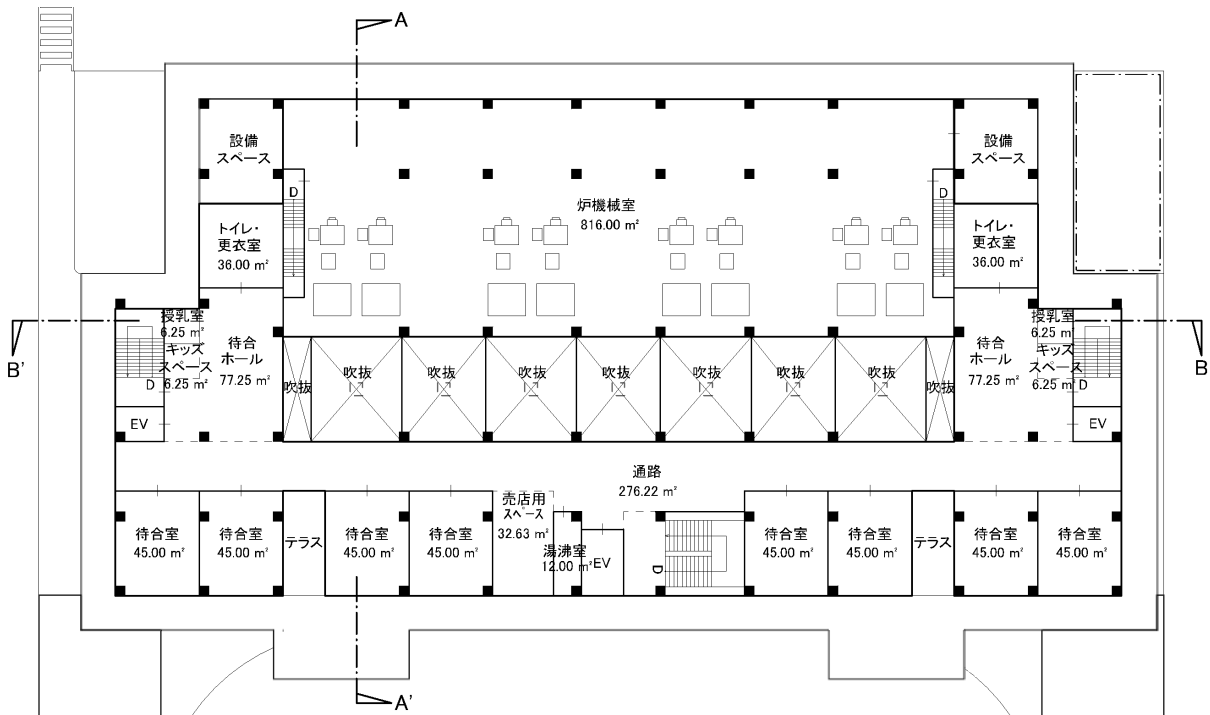 A
設備
スペース
設備
スペース
D
D
炉機械室
816.00 ㎡
トイレ・
更衣室
36.00 ㎡
トイレ・
更衣室
36.00 ㎡
授乳室
6.25 ㎡
キッズ
スペース
6.25 ㎡
待合
ホール
77.25 ㎡
待合
ホール
77.25 ㎡
授乳室
6.25 ㎡
キッズ
スペース
6.25 ㎡
B'
B
D
D
吹抜
吹抜
吹抜
吹抜
吹抜
吹抜
吹抜
吹抜
吹抜
EV
EV
通路
276.22 ㎡
待合室
45.00 ㎡
待合室
45.00 ㎡
テラス
待合室
45.00 ㎡
待合室
45.00 ㎡
売店用
スペース
32.63 ㎡
湯沸室
12.00 ㎡
EV
D
待合室
45.00 ㎡
待合室
45.00 ㎡
テラス
待合室
45.00 ㎡
待合室
45.00 ㎡
A'